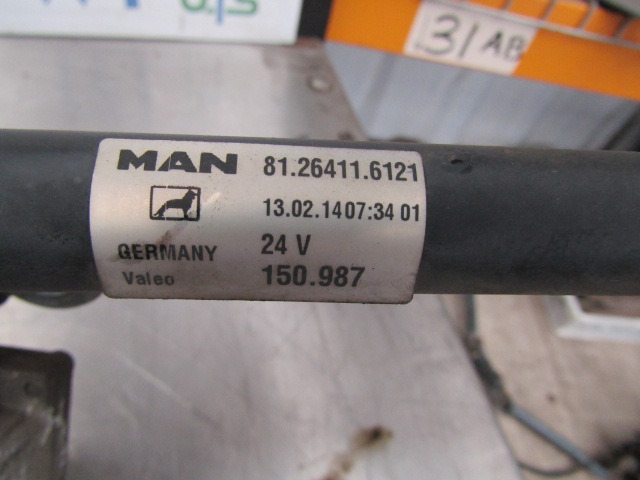 31AB
MAN 81.26411.6121
13.02.1407:34 01
GERMANY 24 V
Valeo 150.987